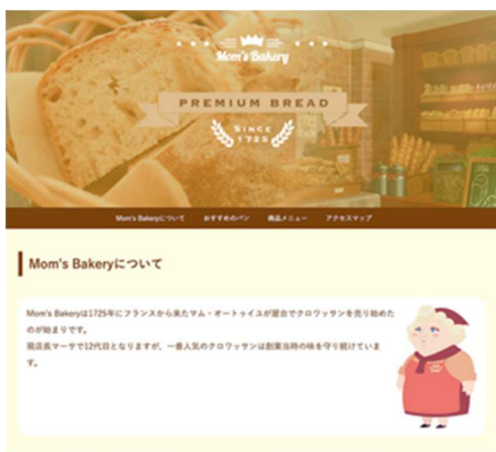 Mom's Bakery
PREMIUM BREAD
SINCE
1725
Mom's Bakeryについて
おすすめのパン
商品メニュー
アクセスマップ
Mom's Bakeryについて
Mom's Bakeryは1725年にフランスから来たマム・オートゥイユが屋台でクロワッサンを売り始めた
のが始まりです。
現店長マーサで12代目となりますが、一番人気のクロワッサンは創業当時の味を守り続けていま
す。